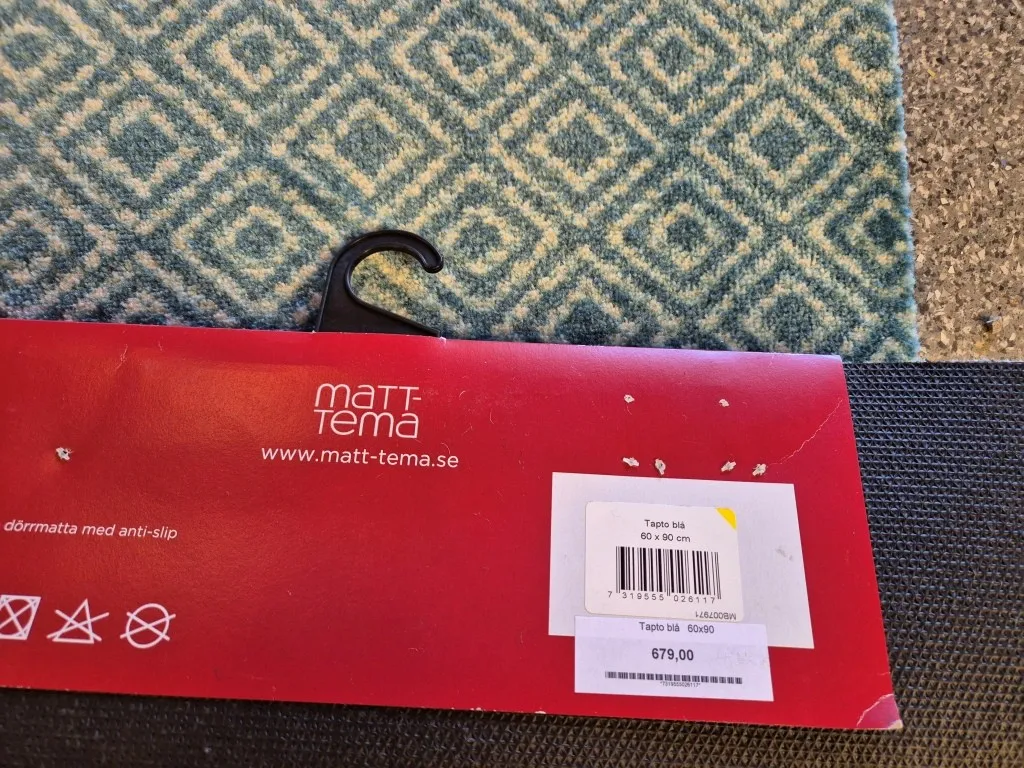 matt-
tema
www.matt-tema.se
dörrmatta med anti-slip
Tapto blå
60 x 90 cm
7 319555 026117
MB007971
Tapto blå 60x90
679,00
*7319555026117*